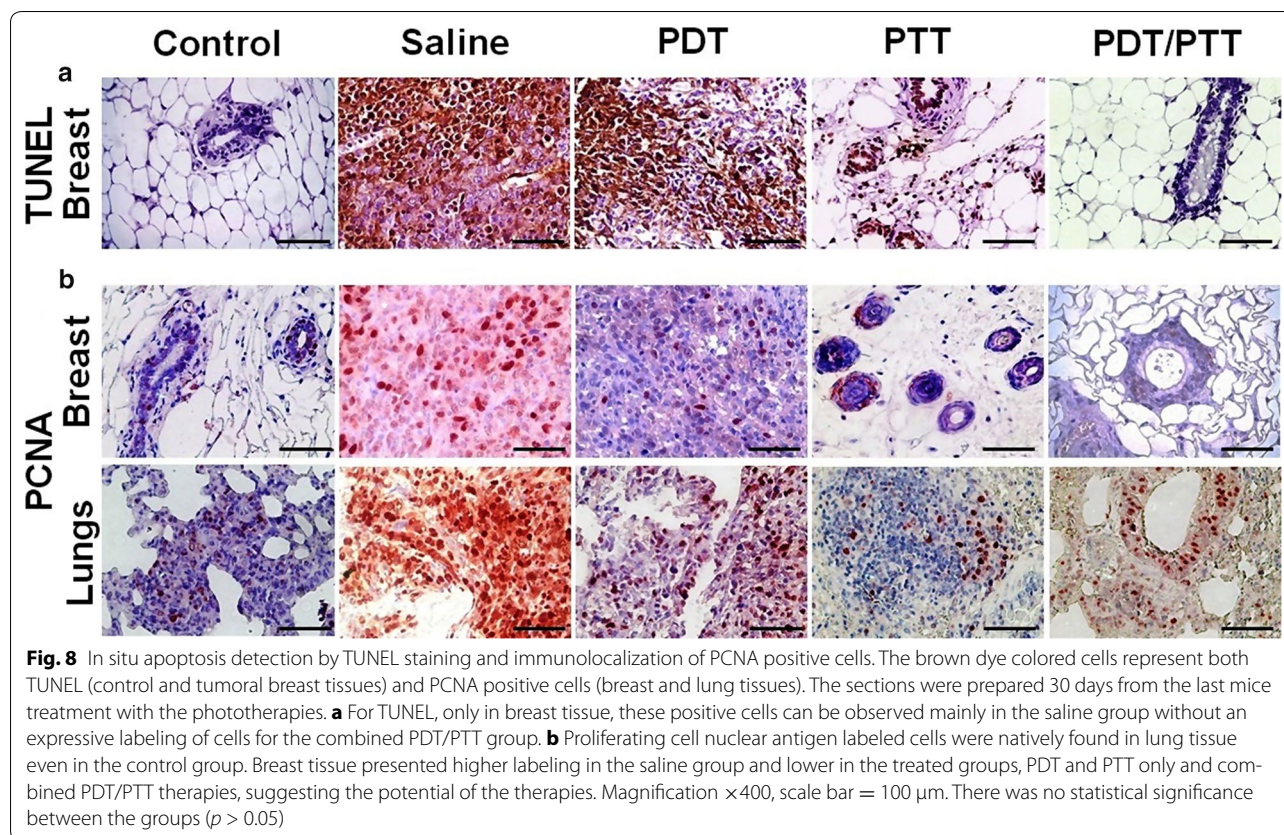 Control Saline PDT PTT PDT/PTT
a
TUNEL
Breast
b
PCNA
Breast
Lungs
Fig. 8 In situ apoptosis detection by TUNEL staining and immunolocalization of PCNA positive cells. The brown dye colored cells represent both
TUNEL (control and tumoral breast tissues) and PCNA positive cells (breast and lung tissues). The sections were prepared 30 days from the last mice
treatment with the phototherapies. a For TUNEL, only in breast tissue, these positive cells can be observed mainly in the saline group without an
expressive labeling of cells for the combined PDT/PTT group. b Proliferating cell nuclear antigen labeled cells were natively found in lung tissue
even in the control group. Breast tissue presented higher labeling in the saline group and lower in the treated groups, PDT and PTT only and com-
bined PDT/PTT therapies, suggesting the potential of the therapies. Magnification ×400, scale bar = 100 μm. There was no statistical significance
between the groups (p > 0.05)